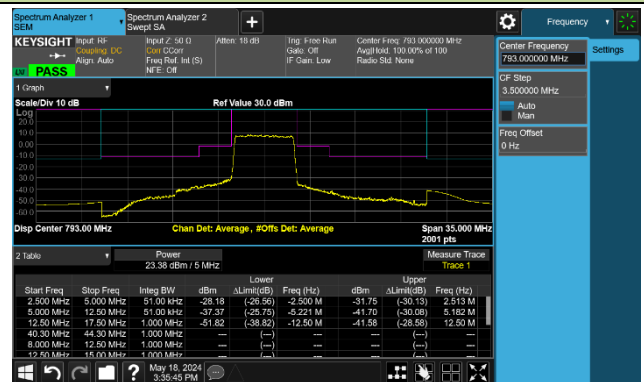 Spectrum Analyzer 1
SEM
Spectrum Analyzer 2
Swept SA
+
Frequency
KEYSIGHT
Input: RF
Coupling: DC
Align: Auto
Input Z: 50 Ω
Corr CCorr
Freq Ref: Int (S)
NFE: Off
Atten: 18 dB
Trig: Free Run
Gate: Off
IF Gain: Low
Center Freq: 793.000000 MHz
Avg|Hold: 100.00% of 100
Radio Std: None
PASS
Center Frequency
793.000000 MHz
Settings
CF Step
3.500000 MHz
Auto
Man
Freq Offset
0 Hz
1 Graph
Scale/Div 10 dB
Ref Value 30.0 dBm
Log
20.0
10.0
0.00
-10.0
-20.0
-30.0
-40.0
-50.0
-60.0
Disp Center 793.00 MHz
Chan Det: Average, #Offs Det: Average
Span 35.000 MHz
2001 pts
2 Table
Power
23.38 dBm / 5 MHz
Measure Trace
Trace 1
Lower
Upper
Start Freq Stop Freq Integ BW dBm ΔLimit(dB) Freq (Hz) dBm ΔLimit(dB) Freq (Hz)
2.500 MHz 5.000 MHz 51.00 kHz -28.18 (-26.56) -2.500 M -31.75 (-30.13) 2.513 M
5.000 MHz 12.50 MHz 51.00 kHz -37.37 (-25.75) -5.221 M -41.70 (-30.08) 5.182 M
12.50 MHz 17.50 MHz 1.000 MHz -51.82 (-38.82) -12.50 M -41.58 (-28.58) 12.50 M
40.30 MHz 44.30 MHz 1.000 MHz --- (---) --- --- (---) ---
8.000 MHz 12.50 MHz 1.000 MHz --- (---) --- --- (---) ---
12.50 MHz 15.00 MHz 1.000 MHz --- (---) --- --- (---) ---
?
May 18, 2024
3:35:45 PM